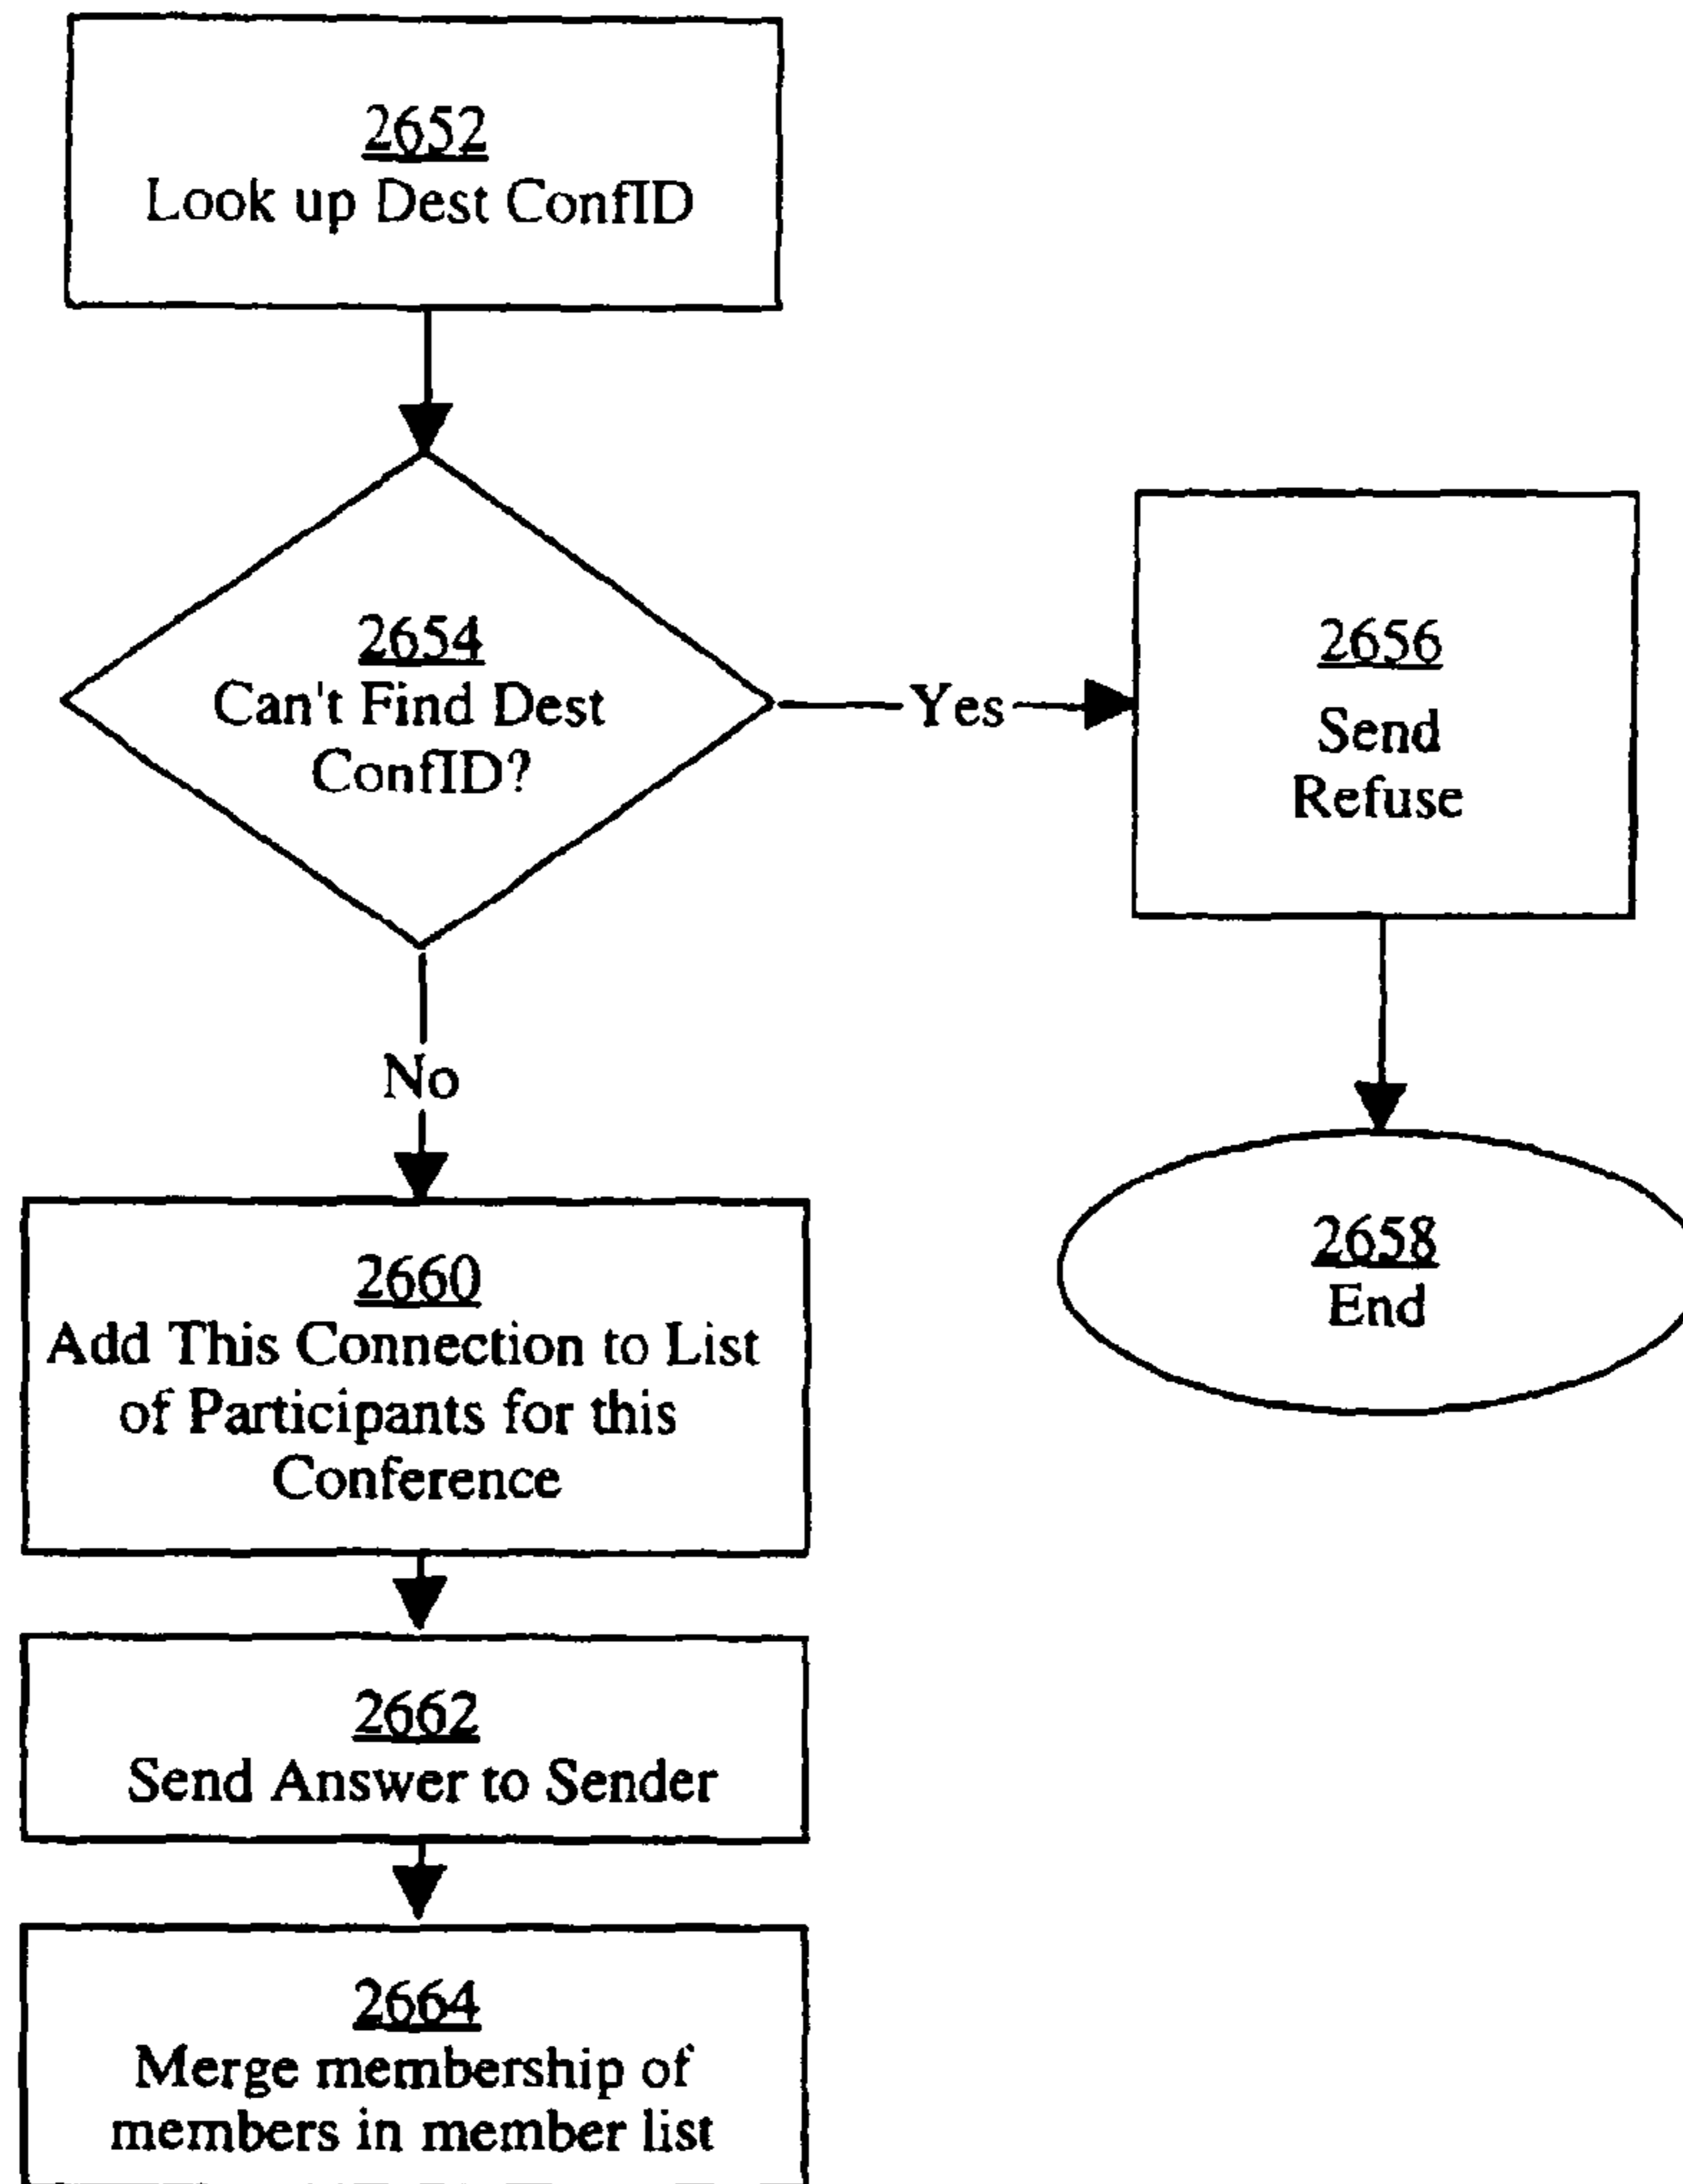 2652
Look up Dest ConfID
2654
Can't Find Dest
ConfID?
Yes
2656
Send
Refuse
No
2658
End
2660
Add This Connection to List
of Participants for this
Conference
2662
Send Answer to Sender
2664
Merge membership of
members in member list